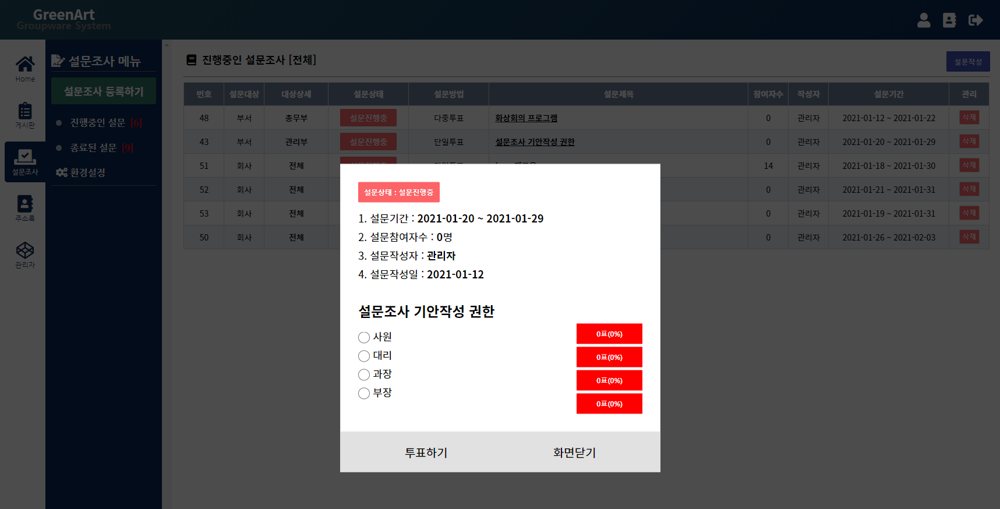 GreenArt
Groupware System
Home
게시판
설문조사
주소록
관리자
설문조사 메뉴
설문조사 등록하기
진행중인 설문 [6]
종료된 설문 [9]
환경설정
진행중인 설문조사 [전체]
설문작성
번호 설문대상 대상상세 설문상태 설문방법 설문제목 참여자수 작성자 설문기간 관리
48 부서 총무부 설문진행중 다중투표 화상회의 프로그램 0 관리자 2021-01-12 ~ 2021-01-22 삭제
43 부서 관리부 설문진행중 단일투표 설문조사 기안작성 권한 0 관리자 2021-01-20 ~ 2021-01-29 삭제
51 회사 전체 14 관리자 2021-01-18 ~ 2021-01-30 삭제
52 회사 전체 0 관리자 2021-01-21 ~ 2021-01-31 삭제
53 회사 전체 0 관리자 2021-01-19 ~ 2021-01-31 삭제
50 회사 전체 0 관리자 2021-01-26 ~ 2021-02-03 삭제
설문상태 : 설문진행중
1. 설문기간 : 2021-01-20 ~ 2021-01-29
2. 설문참여자수 : 0명
3. 설문작성자 : 관리자
4. 설문작성일 : 2021-01-12
설문조사 기안작성 권한
사원 0표(0%)
대리 0표(0%)
과장 0표(0%)
부장 0표(0%)
투표하기 화면닫기